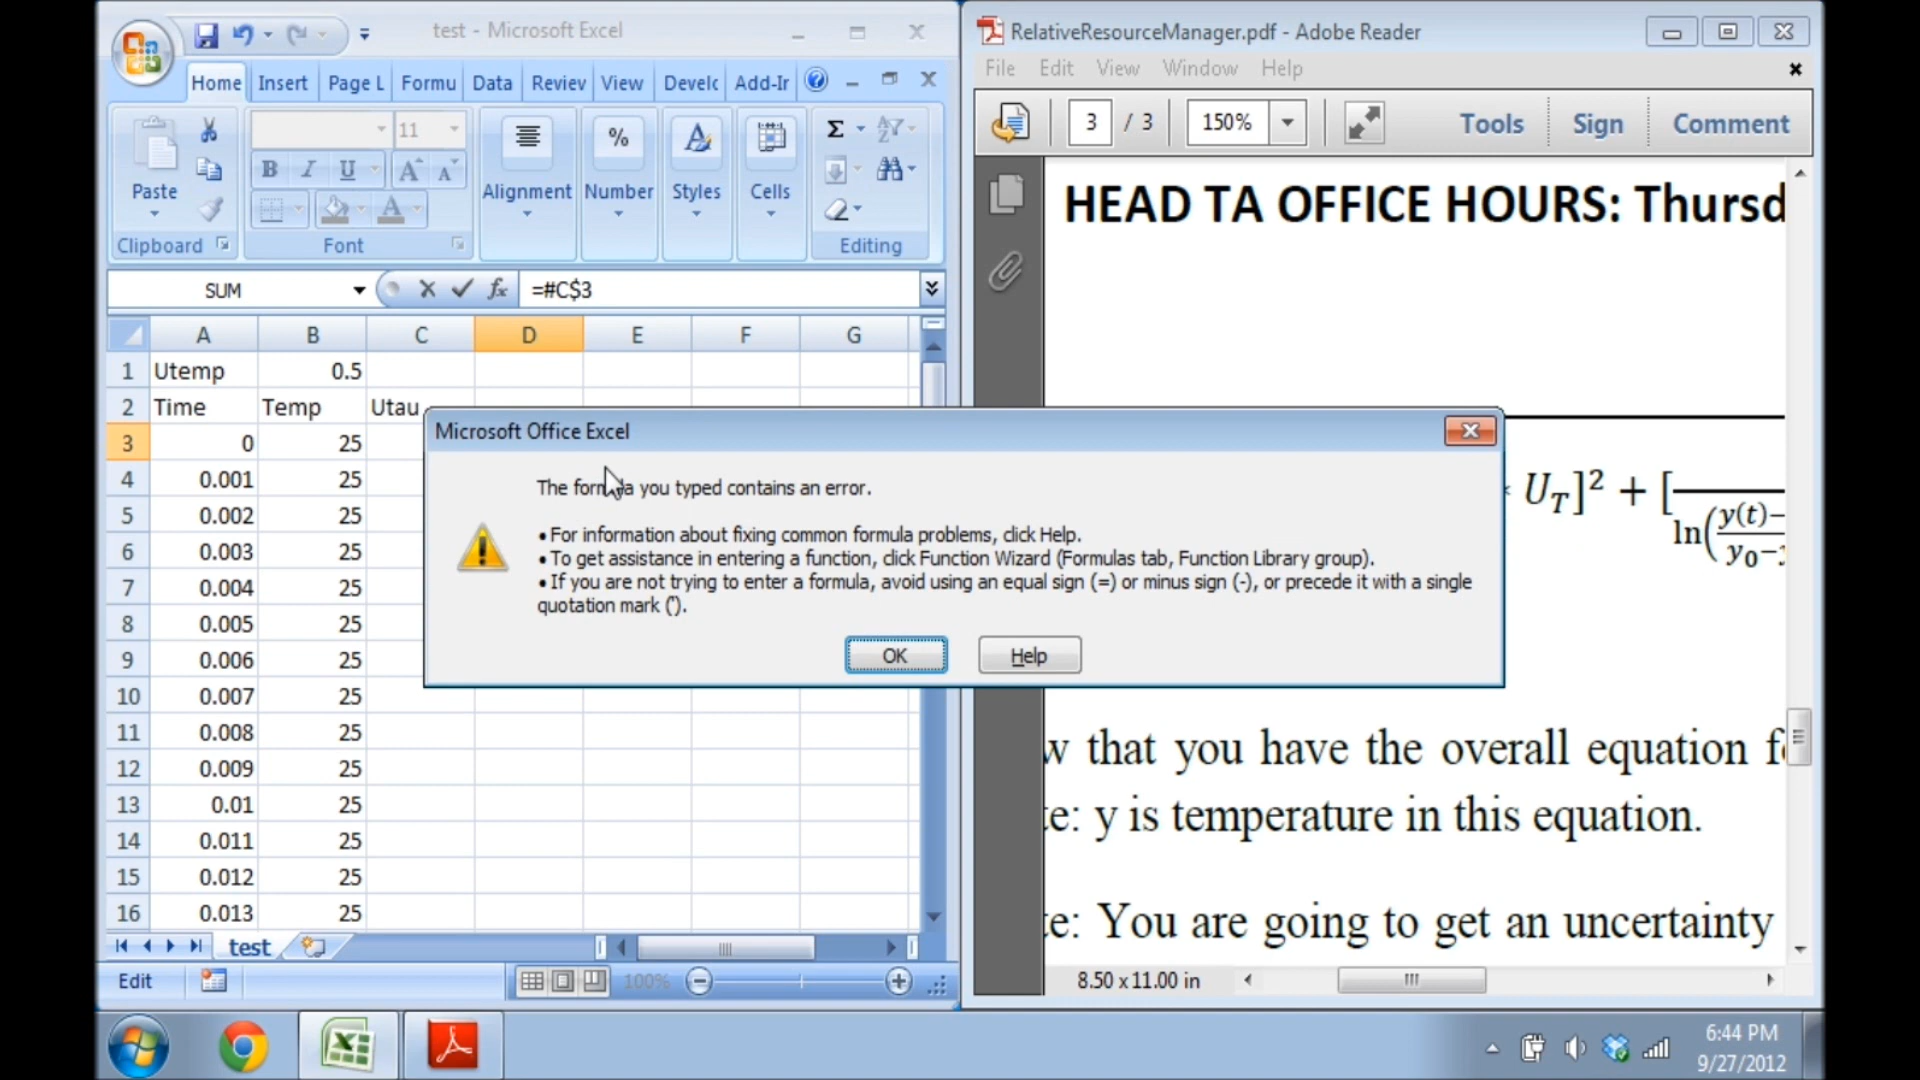 test - Microsoft Excel
Home Insert Page L Formu Data Review View Develc Add-Ir
11
B I U A A
Paste
Alignment Number Styles Cells
Clipboard Font Editing
SUM =#C$3
A B C D E F G
1 Utemp 0.5
2 Time Temp Utau
3 0 25
4 0.001 25
5 0.002 25
6 0.003 25
7 0.004 25
8 0.005 25
9 0.006 25
10 0.007 25
11 0.008 25
12 0.009 25
13 0.01 25
14 0.011 25
15 0.012 25
16 0.013 25
test
Edit 100%
Microsoft Office Excel
The formula you typed contains an error.
•For information about fixing common formula problems, click Help.
•To get assistance in entering a function, click Function Wizard (Formulas tab, Function Library group).
•If you are not trying to enter a formula, avoid using an equal sign (=) or minus sign (-), or precede it with a single
quotation mark (').
OK Help
RelativeResourceManager.pdf - Adobe Reader
File Edit View Window Help
3 / 3 150% Tools Sign Comment
HEAD TA OFFICE HOURS: Thursd
U_T]² + [
ln(y(t)−
y₀−
w that you have the overall equation f
te: y is temperature in this equation.
te: You are going to get an uncertainty
8.50 x 11.00 in
6:44 PM
9/27/2012